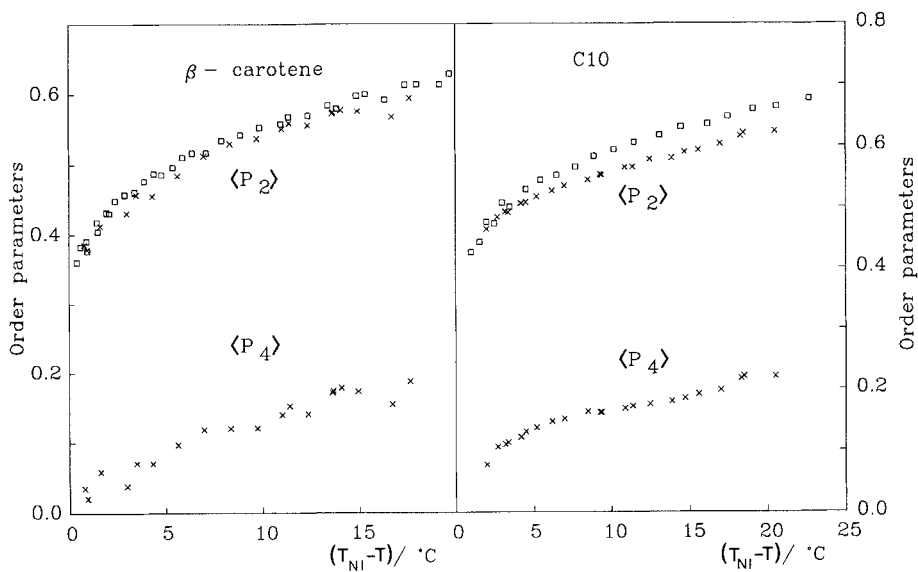 β - carotene
C10
0.8
0.6
0.6
⟨P₂⟩
⟨P₂⟩
0.4
0.4
Order parameters
Order parameters
⟨P₄⟩
⟨P₄⟩
0.2
0.2
0.0
0.0
0 5 10 15
0 5 10 15 20 25
(T_NI-T)/ °C
(T_NI-T)/ °C